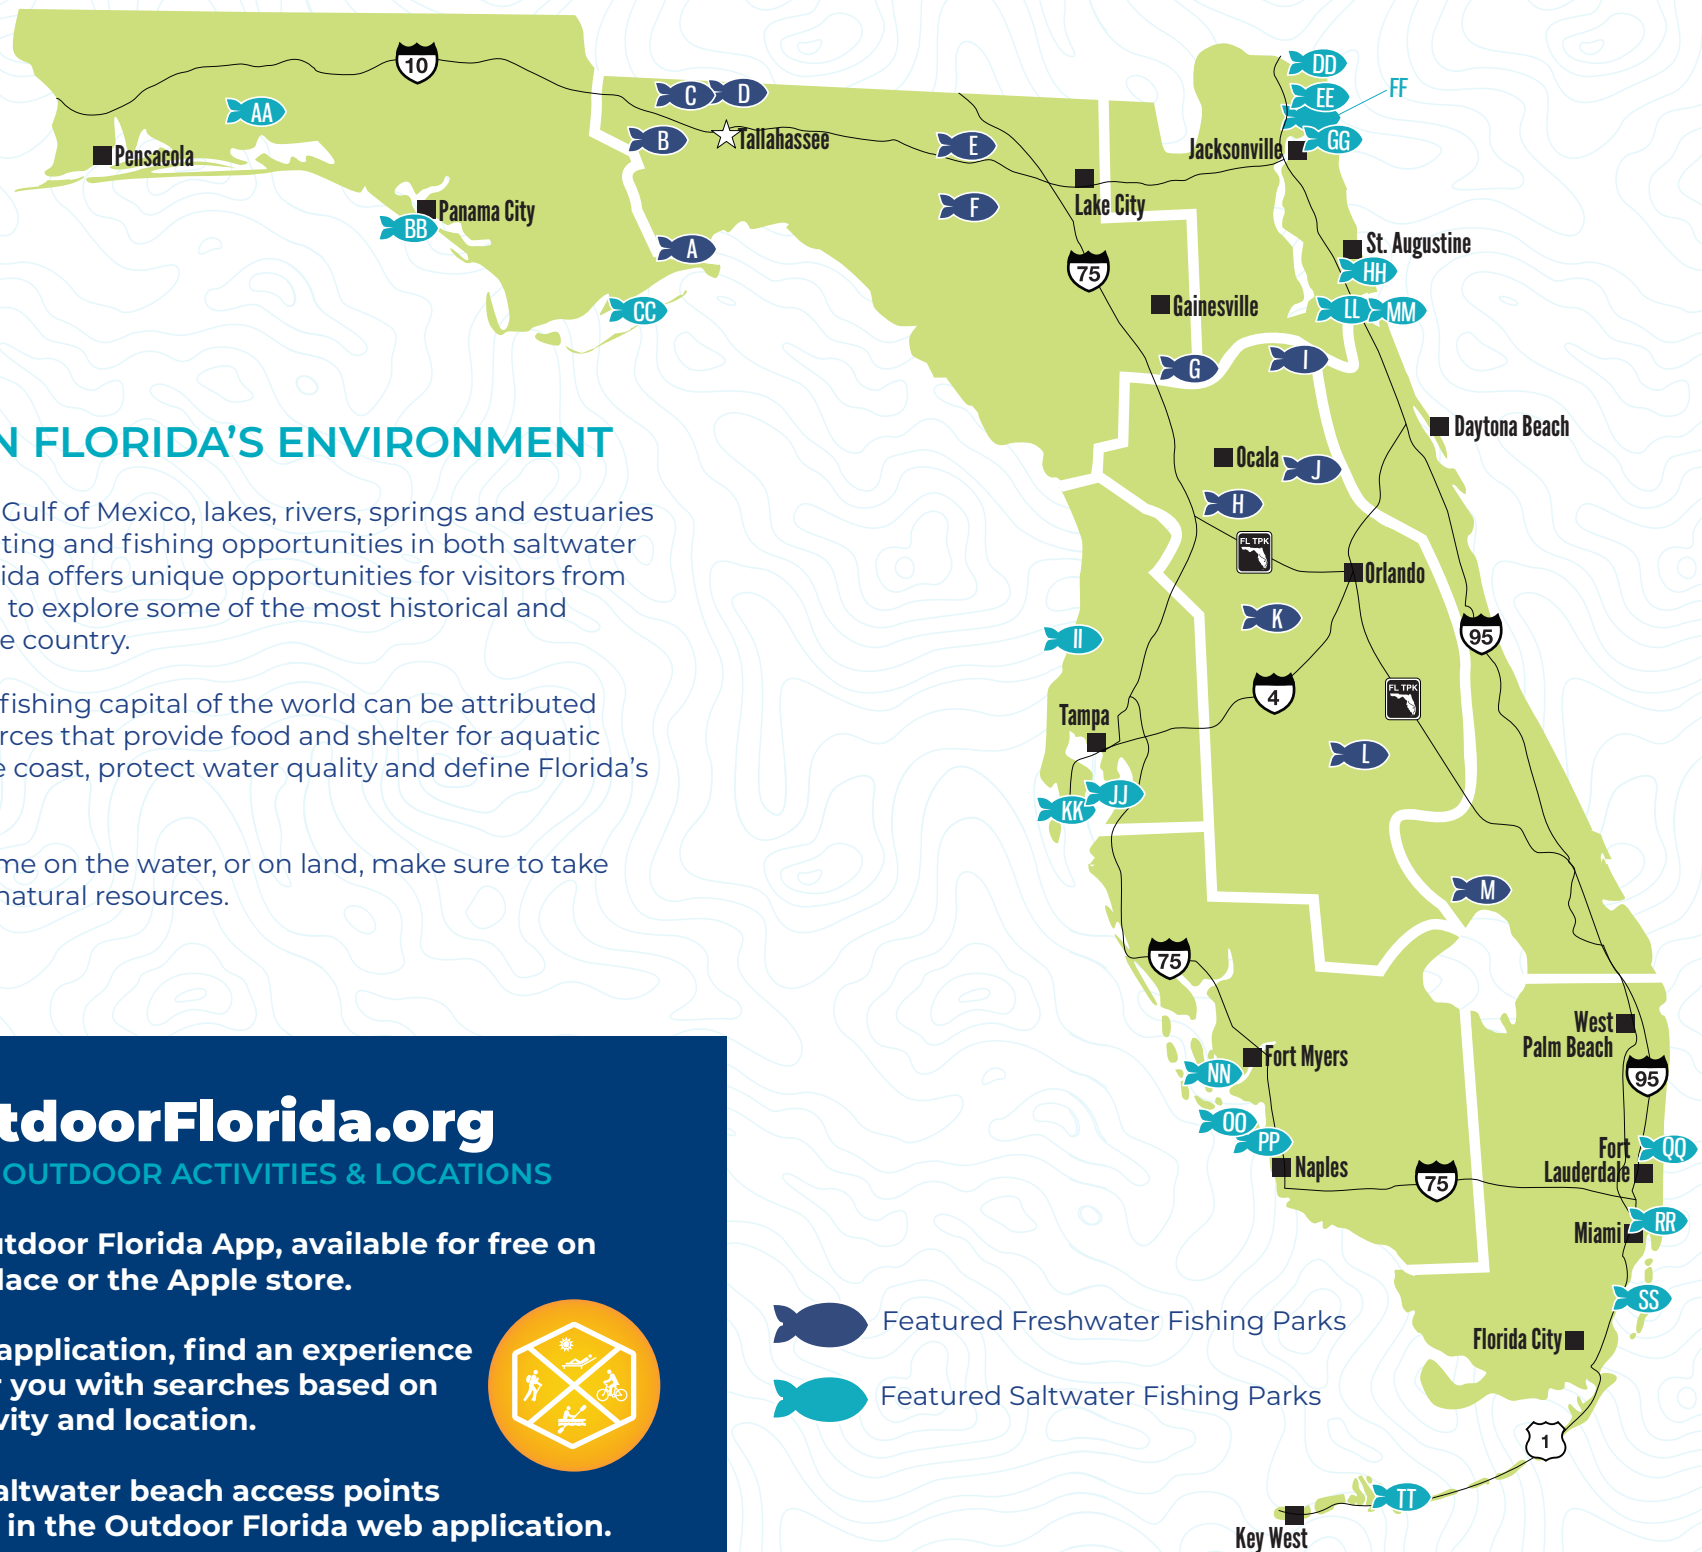 10
AA
Pensacola
BB
Panama City
CC
C
D
B
Tallahassee
A
E
F
Lake City
75
Gainesville
DD
EE
FF
GG
Jacksonville
St. Augustine
HH
LL
MM
G
I
Daytona Beach
Ocala
J
H
FL TPK
Orlando
K
95
II
4
FL TPK
Tampa
L
JJ
KK
M
75
West
Palm Beach
95
Fort Myers
NN
OO
PP
Naples
75
Fort
Lauderdale
QQ
RR
Miami
SS
Florida City
1
TT
Key West
N FLORIDA'S ENVIRONMENT
Gulf of Mexico, lakes, rivers, springs and estuaries
ting and fishing opportunities in both saltwater
ida offers unique opportunities for visitors from
to explore some of the most historical and
e country.
fishing capital of the world can be attributed
rces that provide food and shelter for aquatic
e coast, protect water quality and define Florida's
me on the water, or on land, make sure to take
natural resources.
tdoorFlorida.org
OUTDOOR ACTIVITIES & LOCATIONS
utdoor Florida App, available for free on
lace or the Apple store.
application, find an experience
r you with searches based on
vity and location.
altwater beach access points
in the Outdoor Florida web application.
Featured Freshwater Fishing Parks
Featured Saltwater Fishing Parks